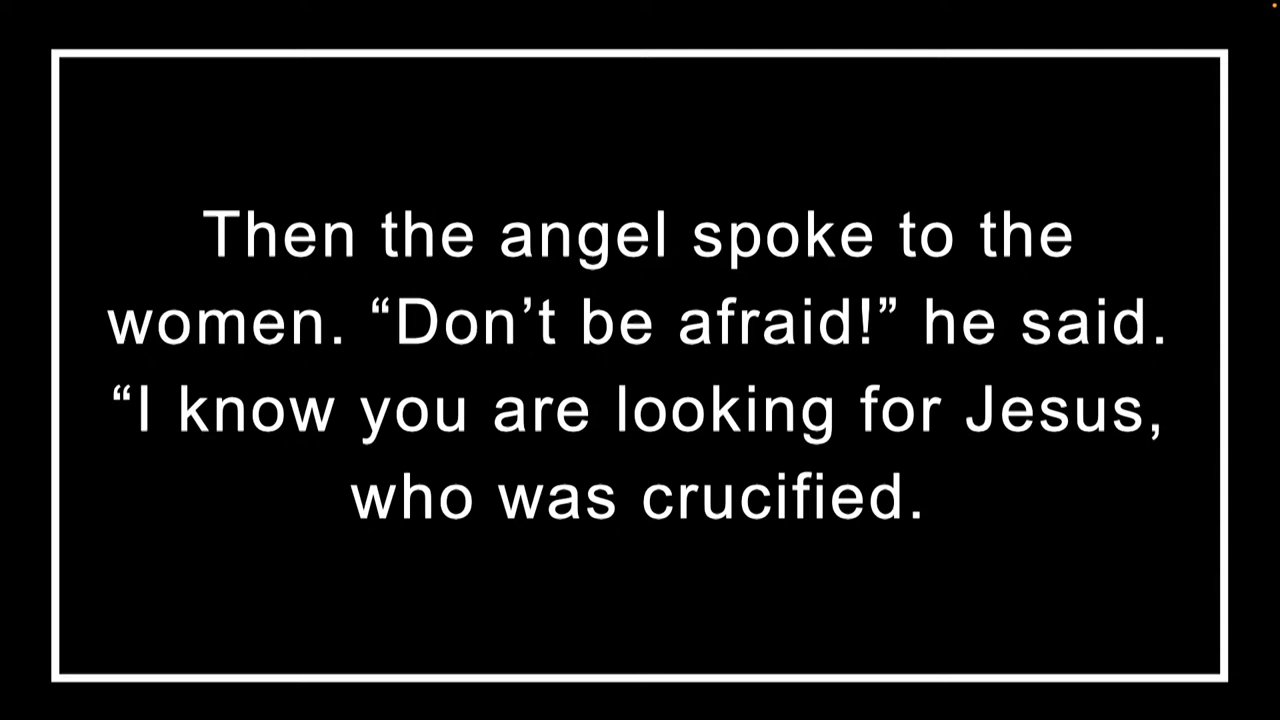 Then the angel spoke to the
women. “Don’t be afraid!” he said.
“I know you are looking for Jesus,
who was crucified.